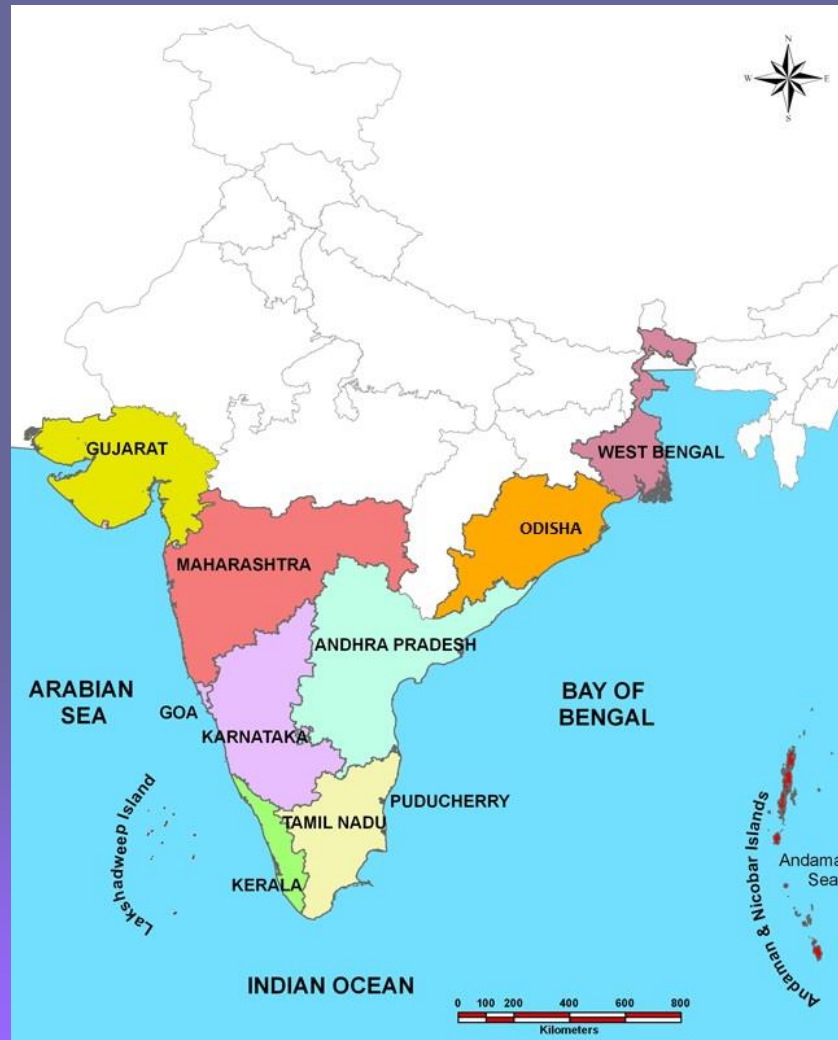 N
W E
S
GUJARAT
WEST BENGAL
ODISHA
MAHARASHTRA
ANDHRA PRADESH
ARABIAN
SEA
BAY OF
BENGAL
GOA
KARNATAKA
PUDUCHERRY
TAMIL NADU
KERALA
Lakshadweep Island
Andaman & Nicobar Islands
Andama
Sea
INDIAN OCEAN
0 100 200 400 600 800
Kilometers